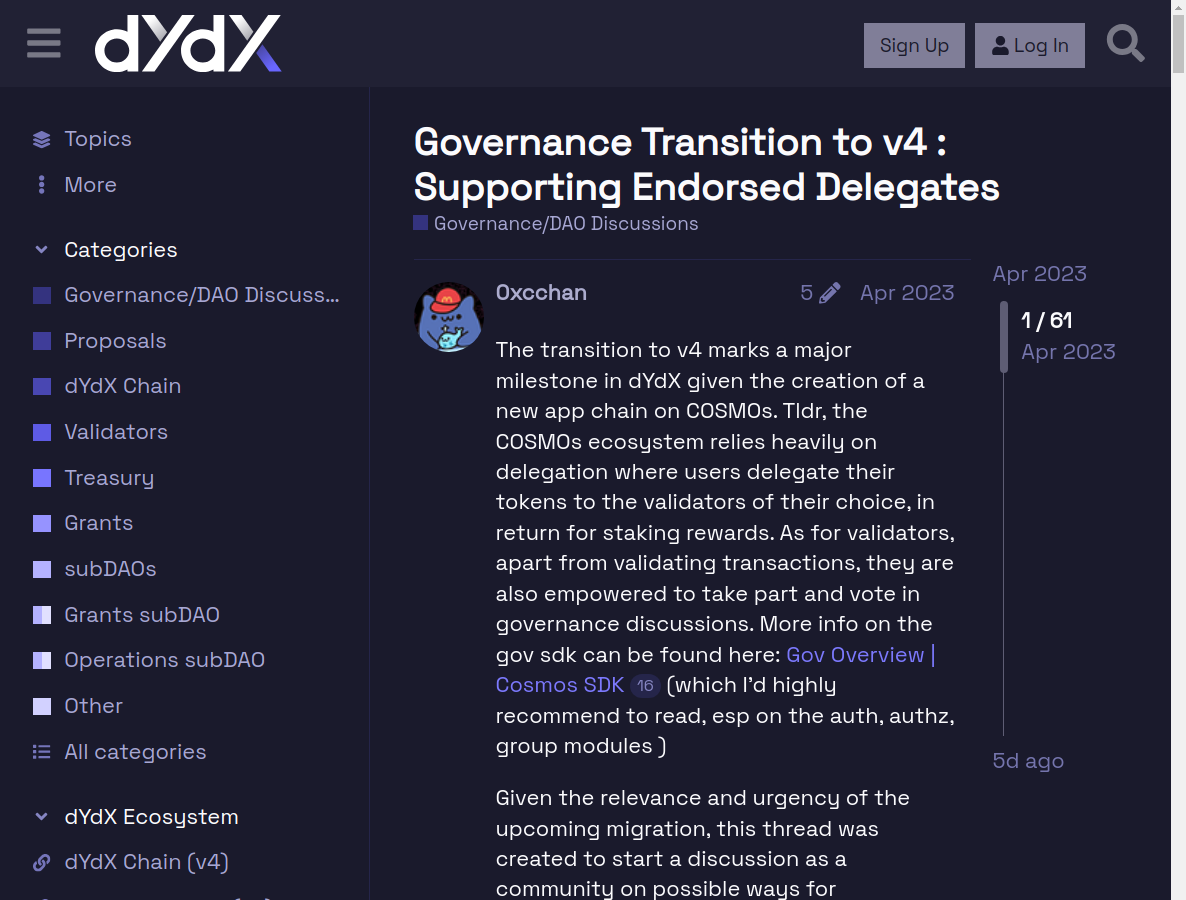 dYdX
Sign Up
Log In
Topics
More
Categories
Governance/DAO Discuss...
Proposals
dYdX Chain
Validators
Treasury
Grants
subDAOs
Grants subDAO
Operations subDAO
Other
All categories
dYdX Ecosystem
dYdX Chain (v4)
Governance Transition to v4 :
Supporting Endorsed Delegates
Governance/DAO Discussions
0xcchan
5
Apr 2023
The transition to v4 marks a major
milestone in dYdX given the creation of a
new app chain on COSMOs. Tldr, the
COSMOs ecosystem relies heavily on
delegation where users delegate their
tokens to the validators of their choice, in
return for staking rewards. As for validators,
apart from validating transactions, they are
also empowered to take part and vote in
governance discussions. More info on the
gov sdk can be found here: Gov Overview |
Cosmos SDK 16 (which I'd highly
recommend to read, esp on the auth, authz,
group modules )
Given the relevance and urgency of the
upcoming migration, this thread was
created to start a discussion as a
community on possible ways for
Apr 2023
1 / 61
Apr 2023
5d ago